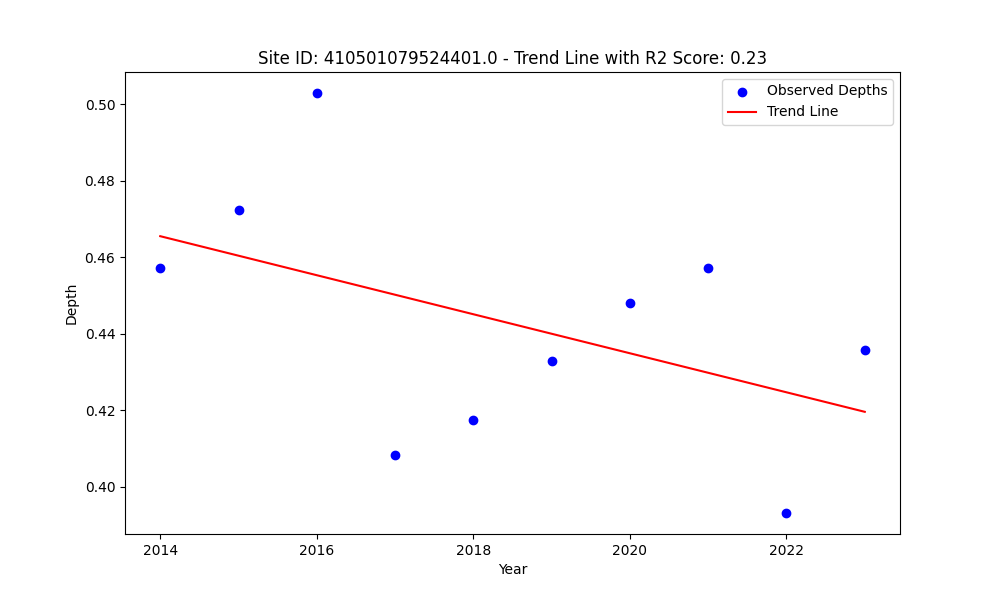 Site ID: 410501079524401.0 - Trend Line with R2 Score: 0.23
Observed Depths
Trend Line
0.50
0.48
0.46
0.44
0.42
0.40
Depth
2014
2016
2018
2020
2022
Year